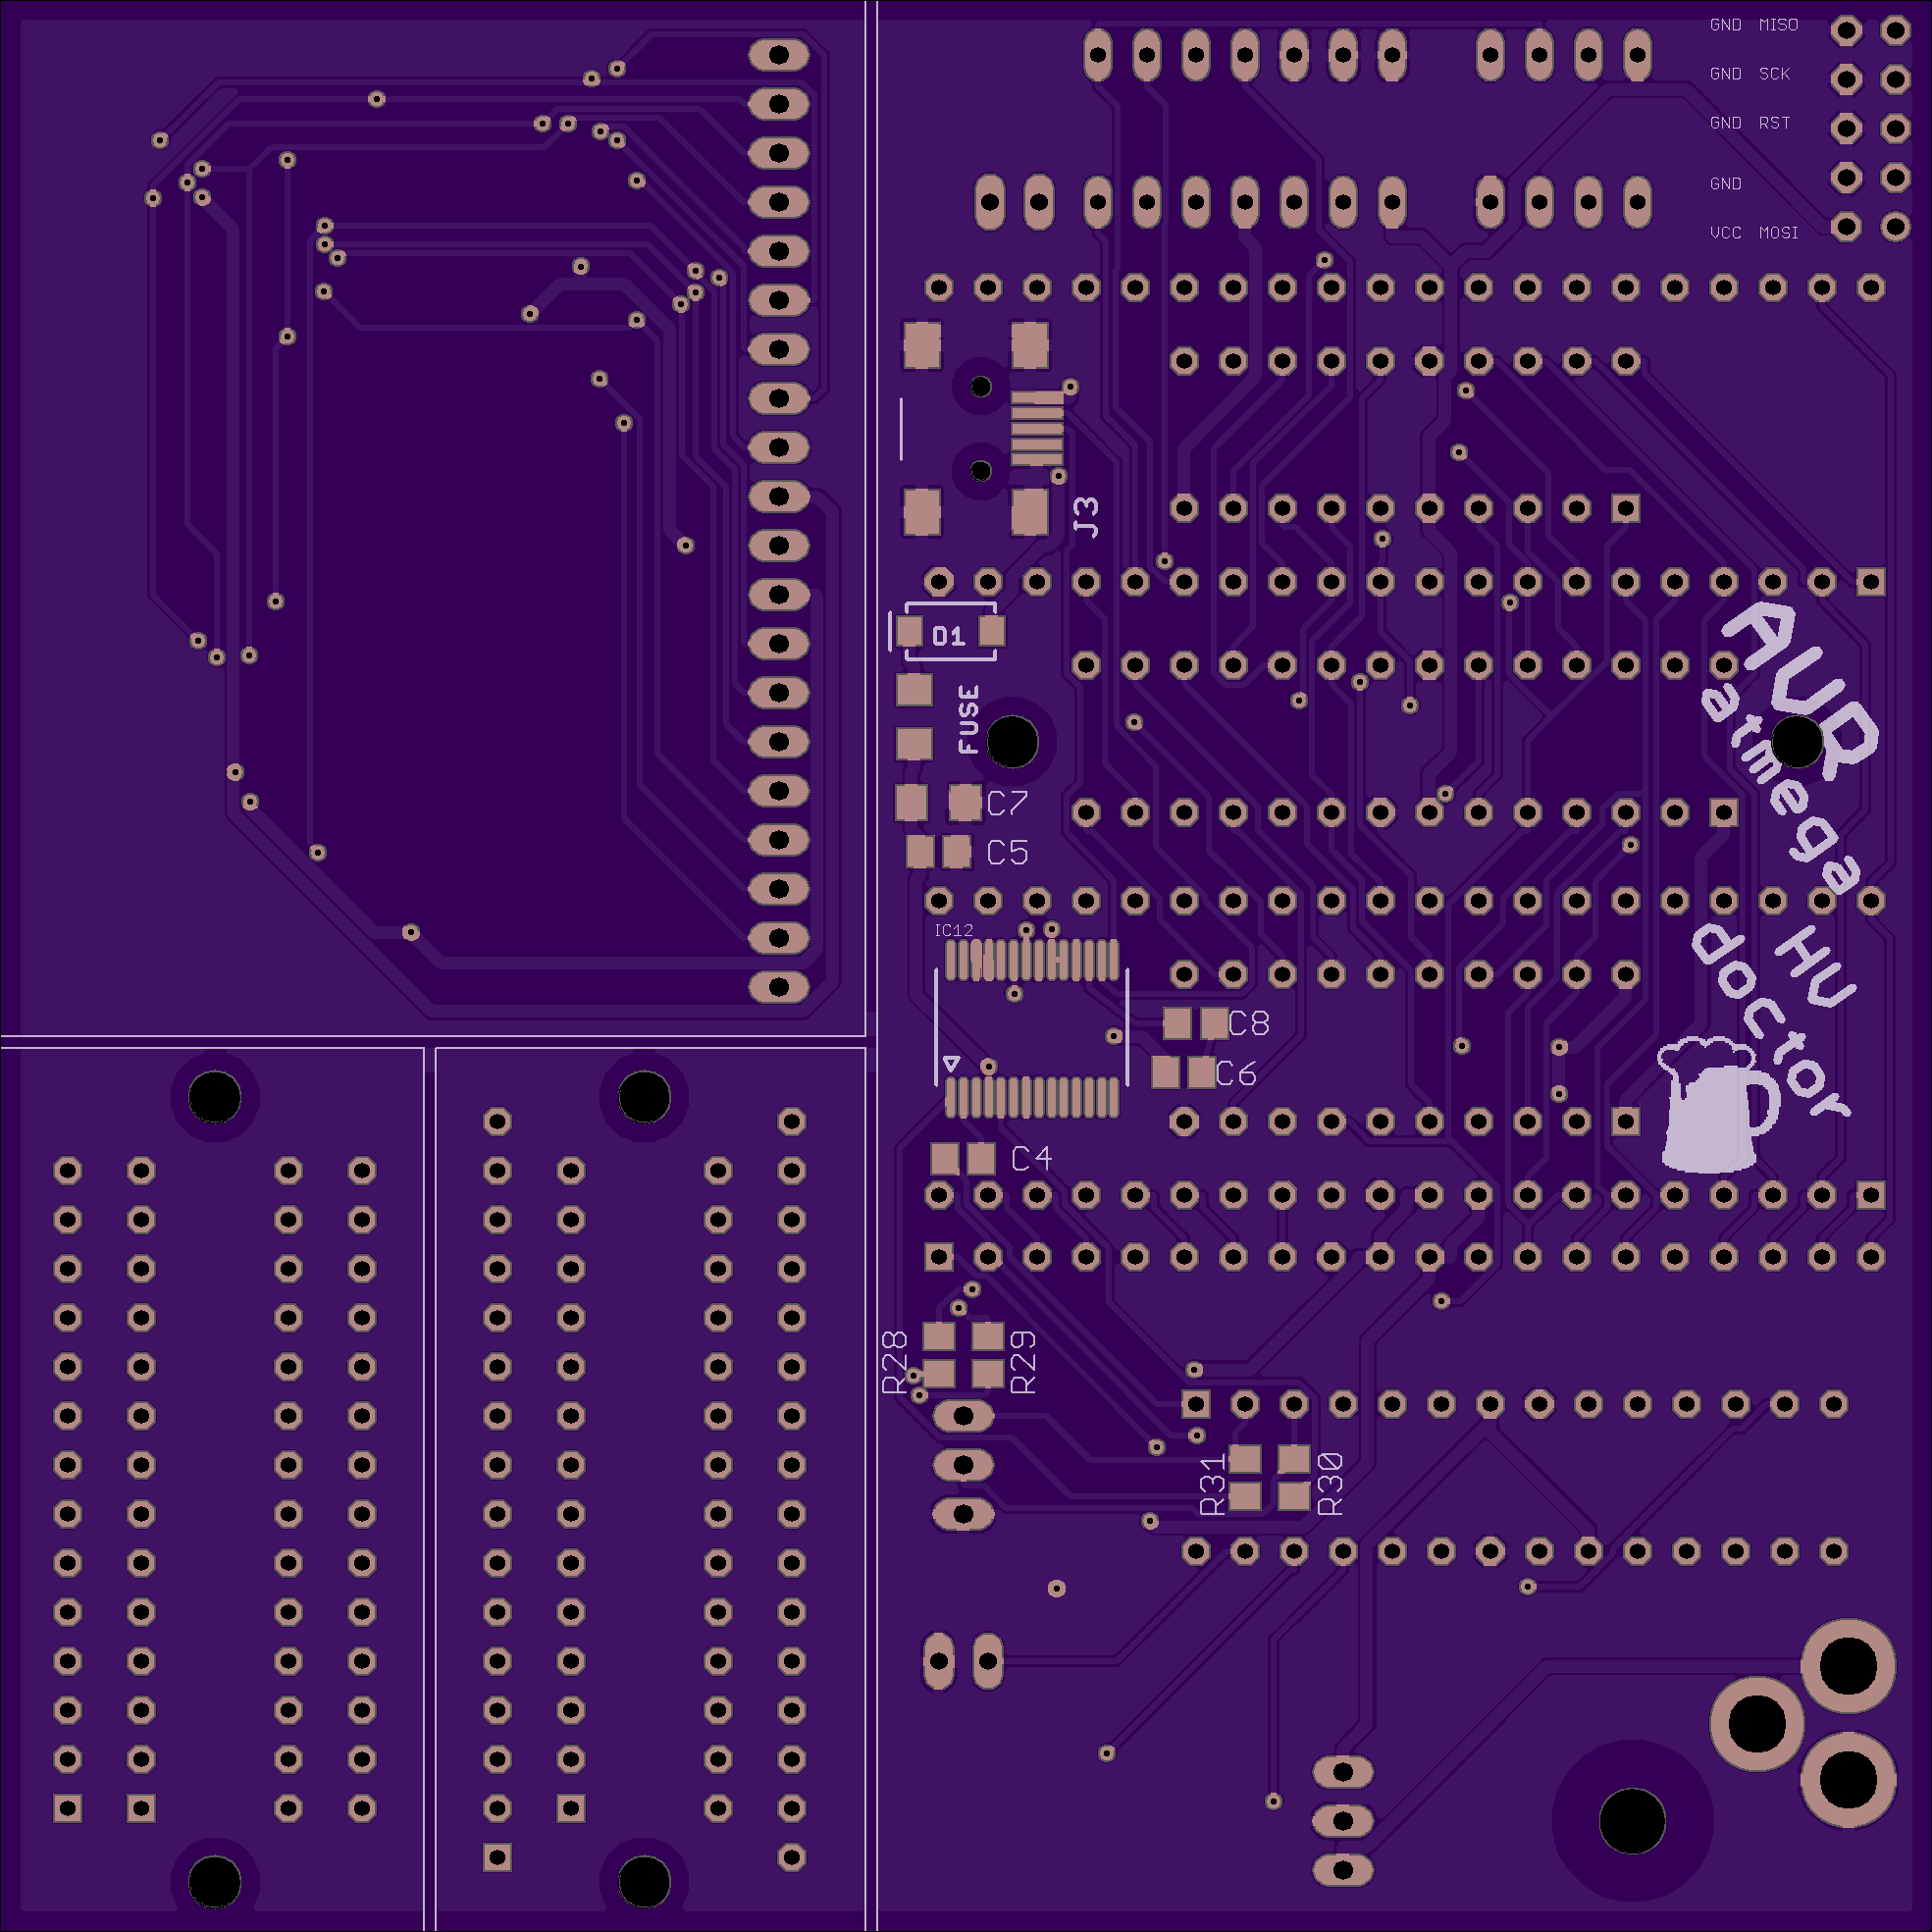 GND MISO
GND SCK
GND RST
GND
VCC MOSI
J3
D1
FUSE
C7
C5
AVR
atmega
HV
doctor
IC12
C8
C6
C4
R28
R29
R31
R30